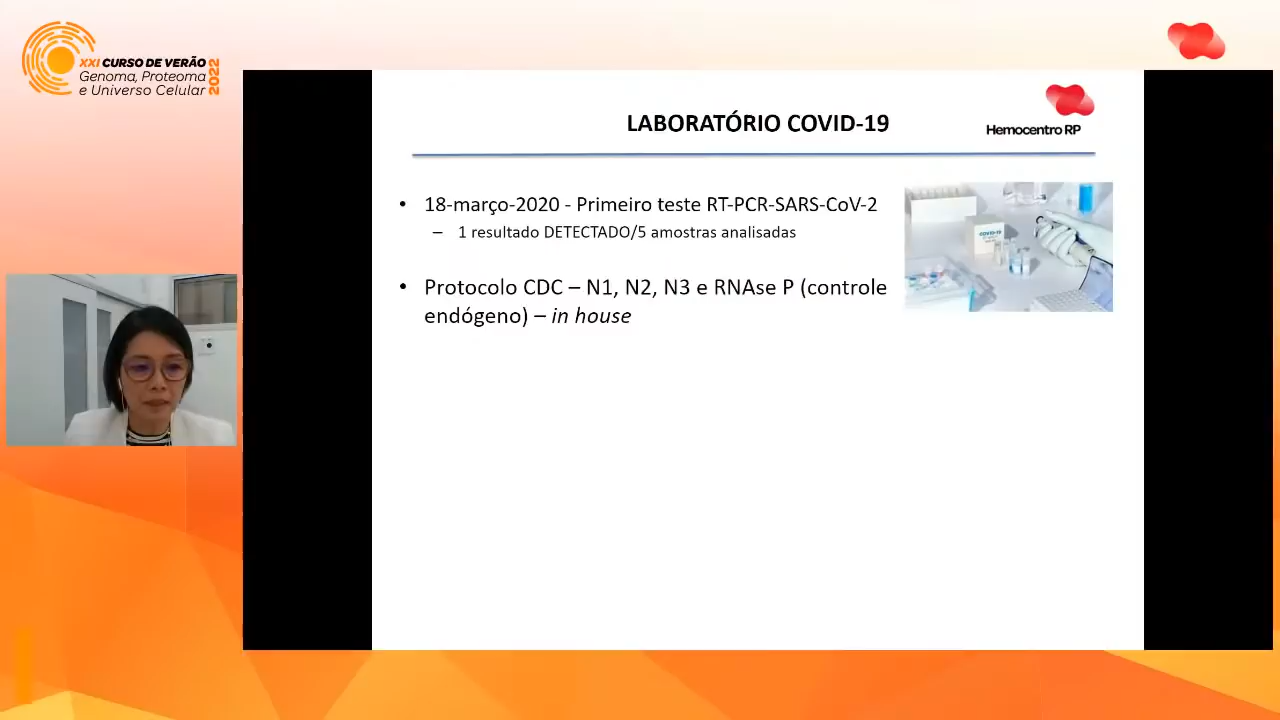 XXI CURSO DE VERÃO
Genoma, Proteoma
e Universo Celular
2022
LABORATÓRIO COVID-19
Hemocentro RP
• 18-março-2020 - Primeiro teste RT-PCR-SARS-CoV-2
– 1 resultado DETECTADO/5 amostras analisadas
• Protocolo CDC – N1, N2, N3 e RNAse P (controle
endógeno) – in house
COVID-19